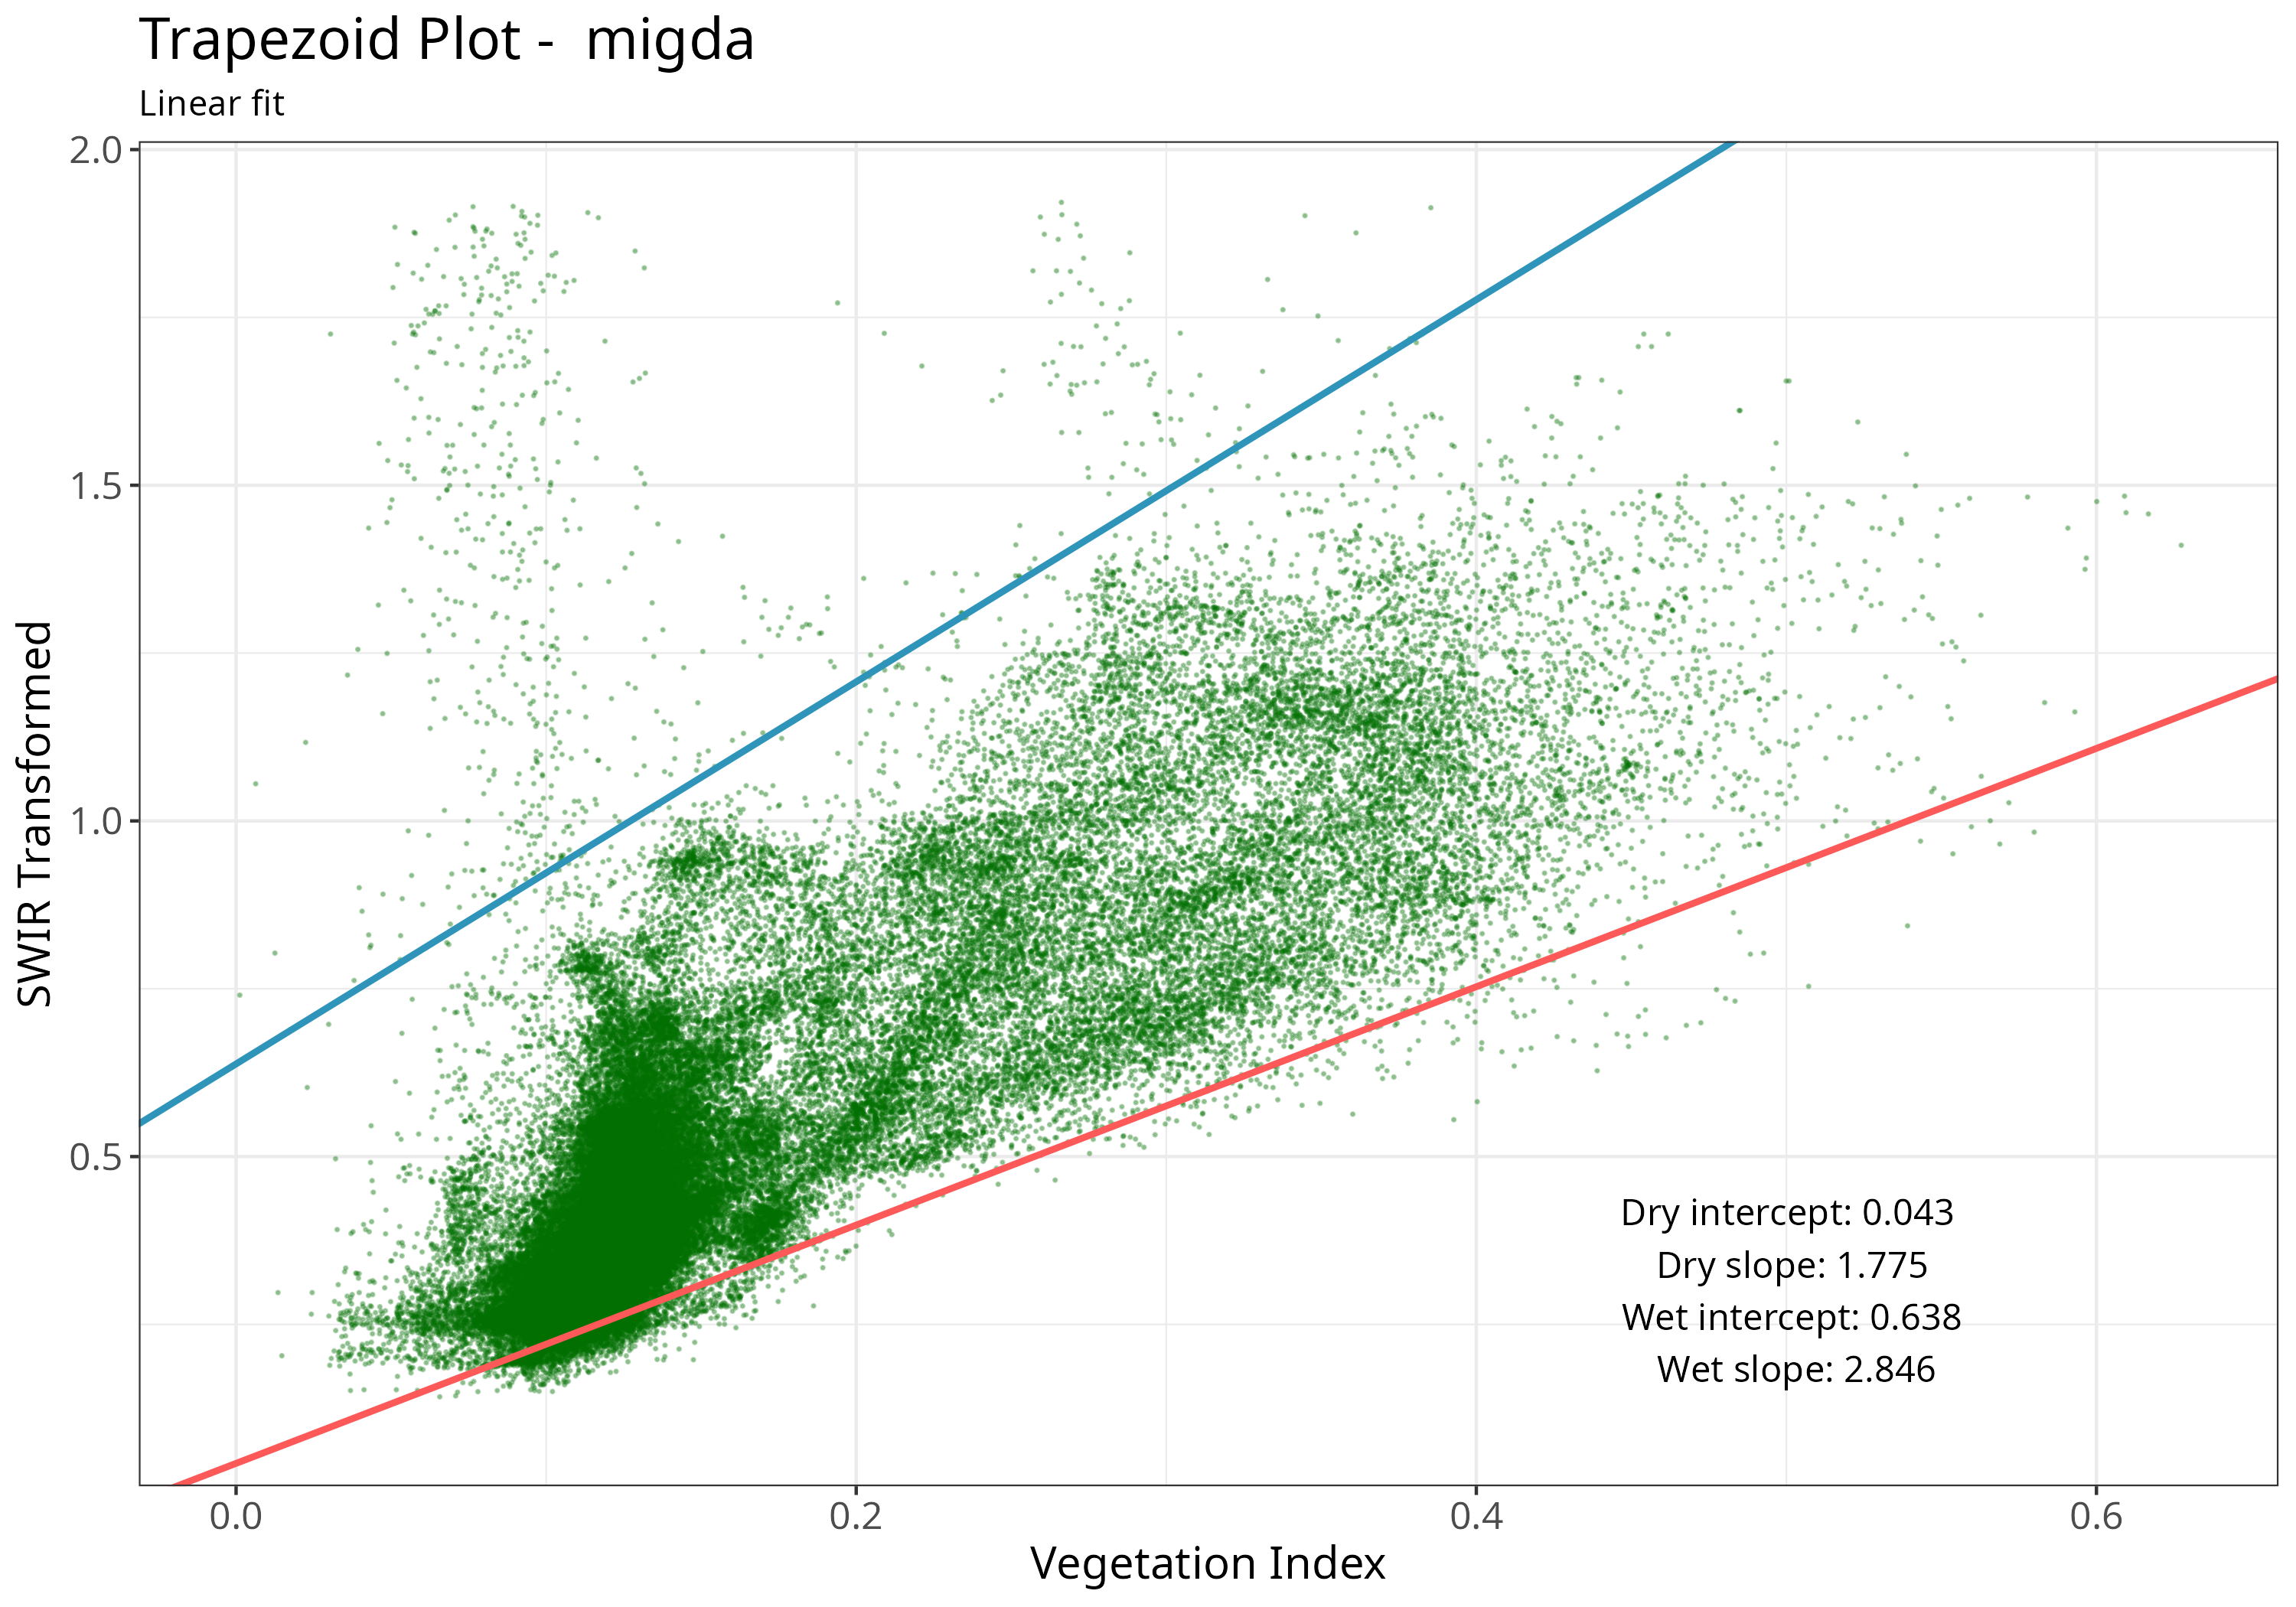 Trapezoid Plot -  migda
Linear fit
2.0
1.5
1.0
0.5
SWIR Transformed
Dry intercept: 0.043
Dry slope: 1.775
Wet intercept: 0.638
Wet slope: 2.846
0.0 0.2 0.4 0.6
Vegetation Index